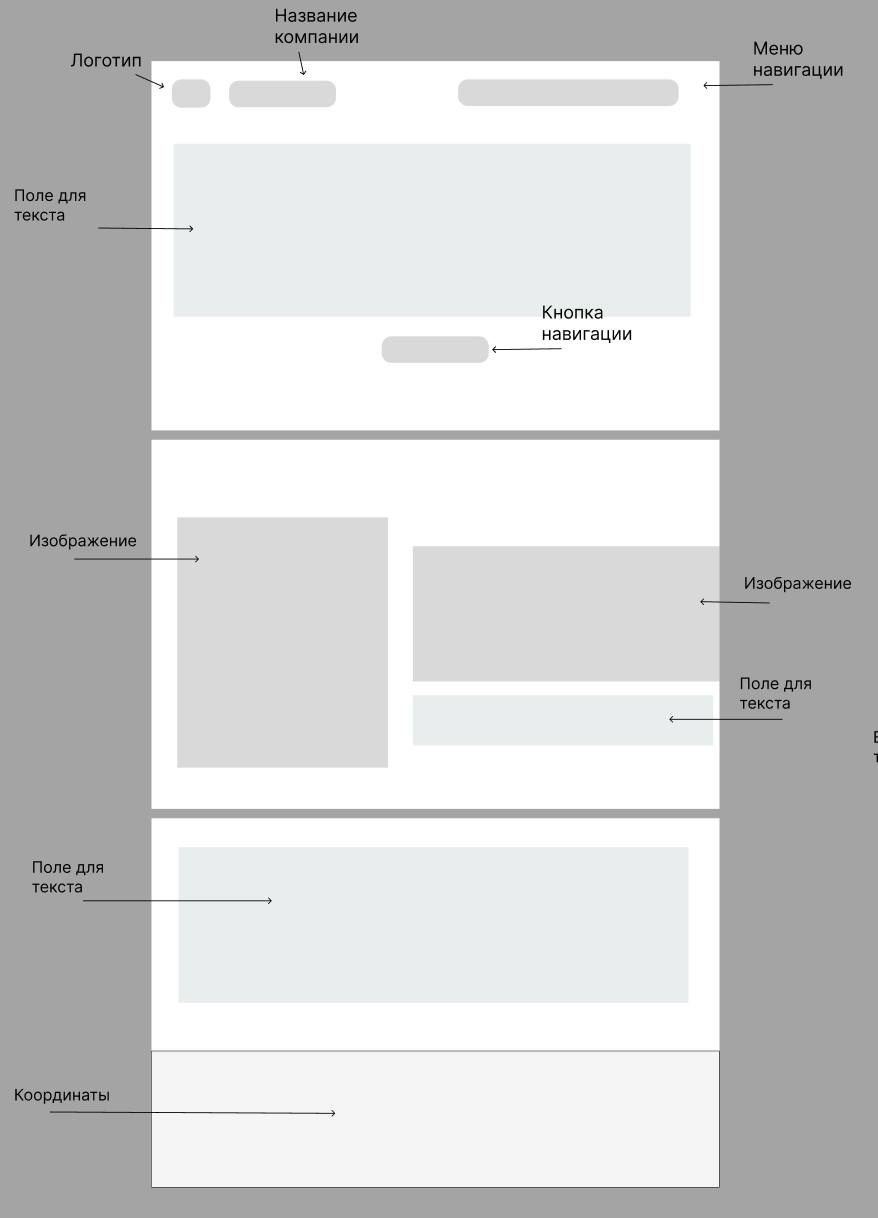 Название
компании
Логотип
Меню
навигации
Поле для
текста
Кнопка
навигации
Изображение
Изображение
Поле для
текста
Поле для
текста
Координаты